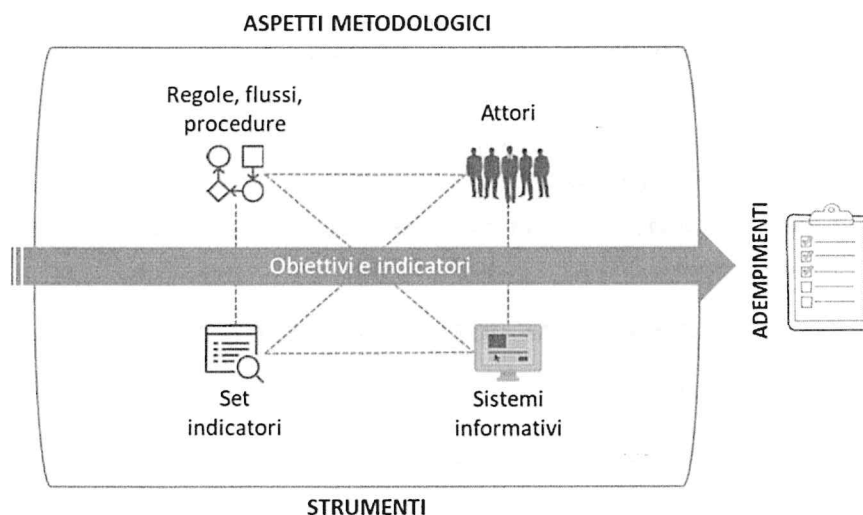 ASPETTI METODOLOGICI
Regole, flussi,
procedure
Attori
Obiettivi e indicatori
ADEMPIMENTI
Set
indicatori
Sistemi
informativi
STRUMENTI